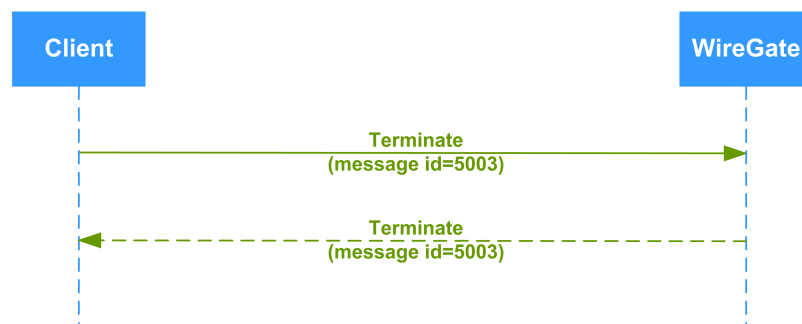 Client
WireGate
Terminate
(message id=5003)
Terminate
(message id=5003)